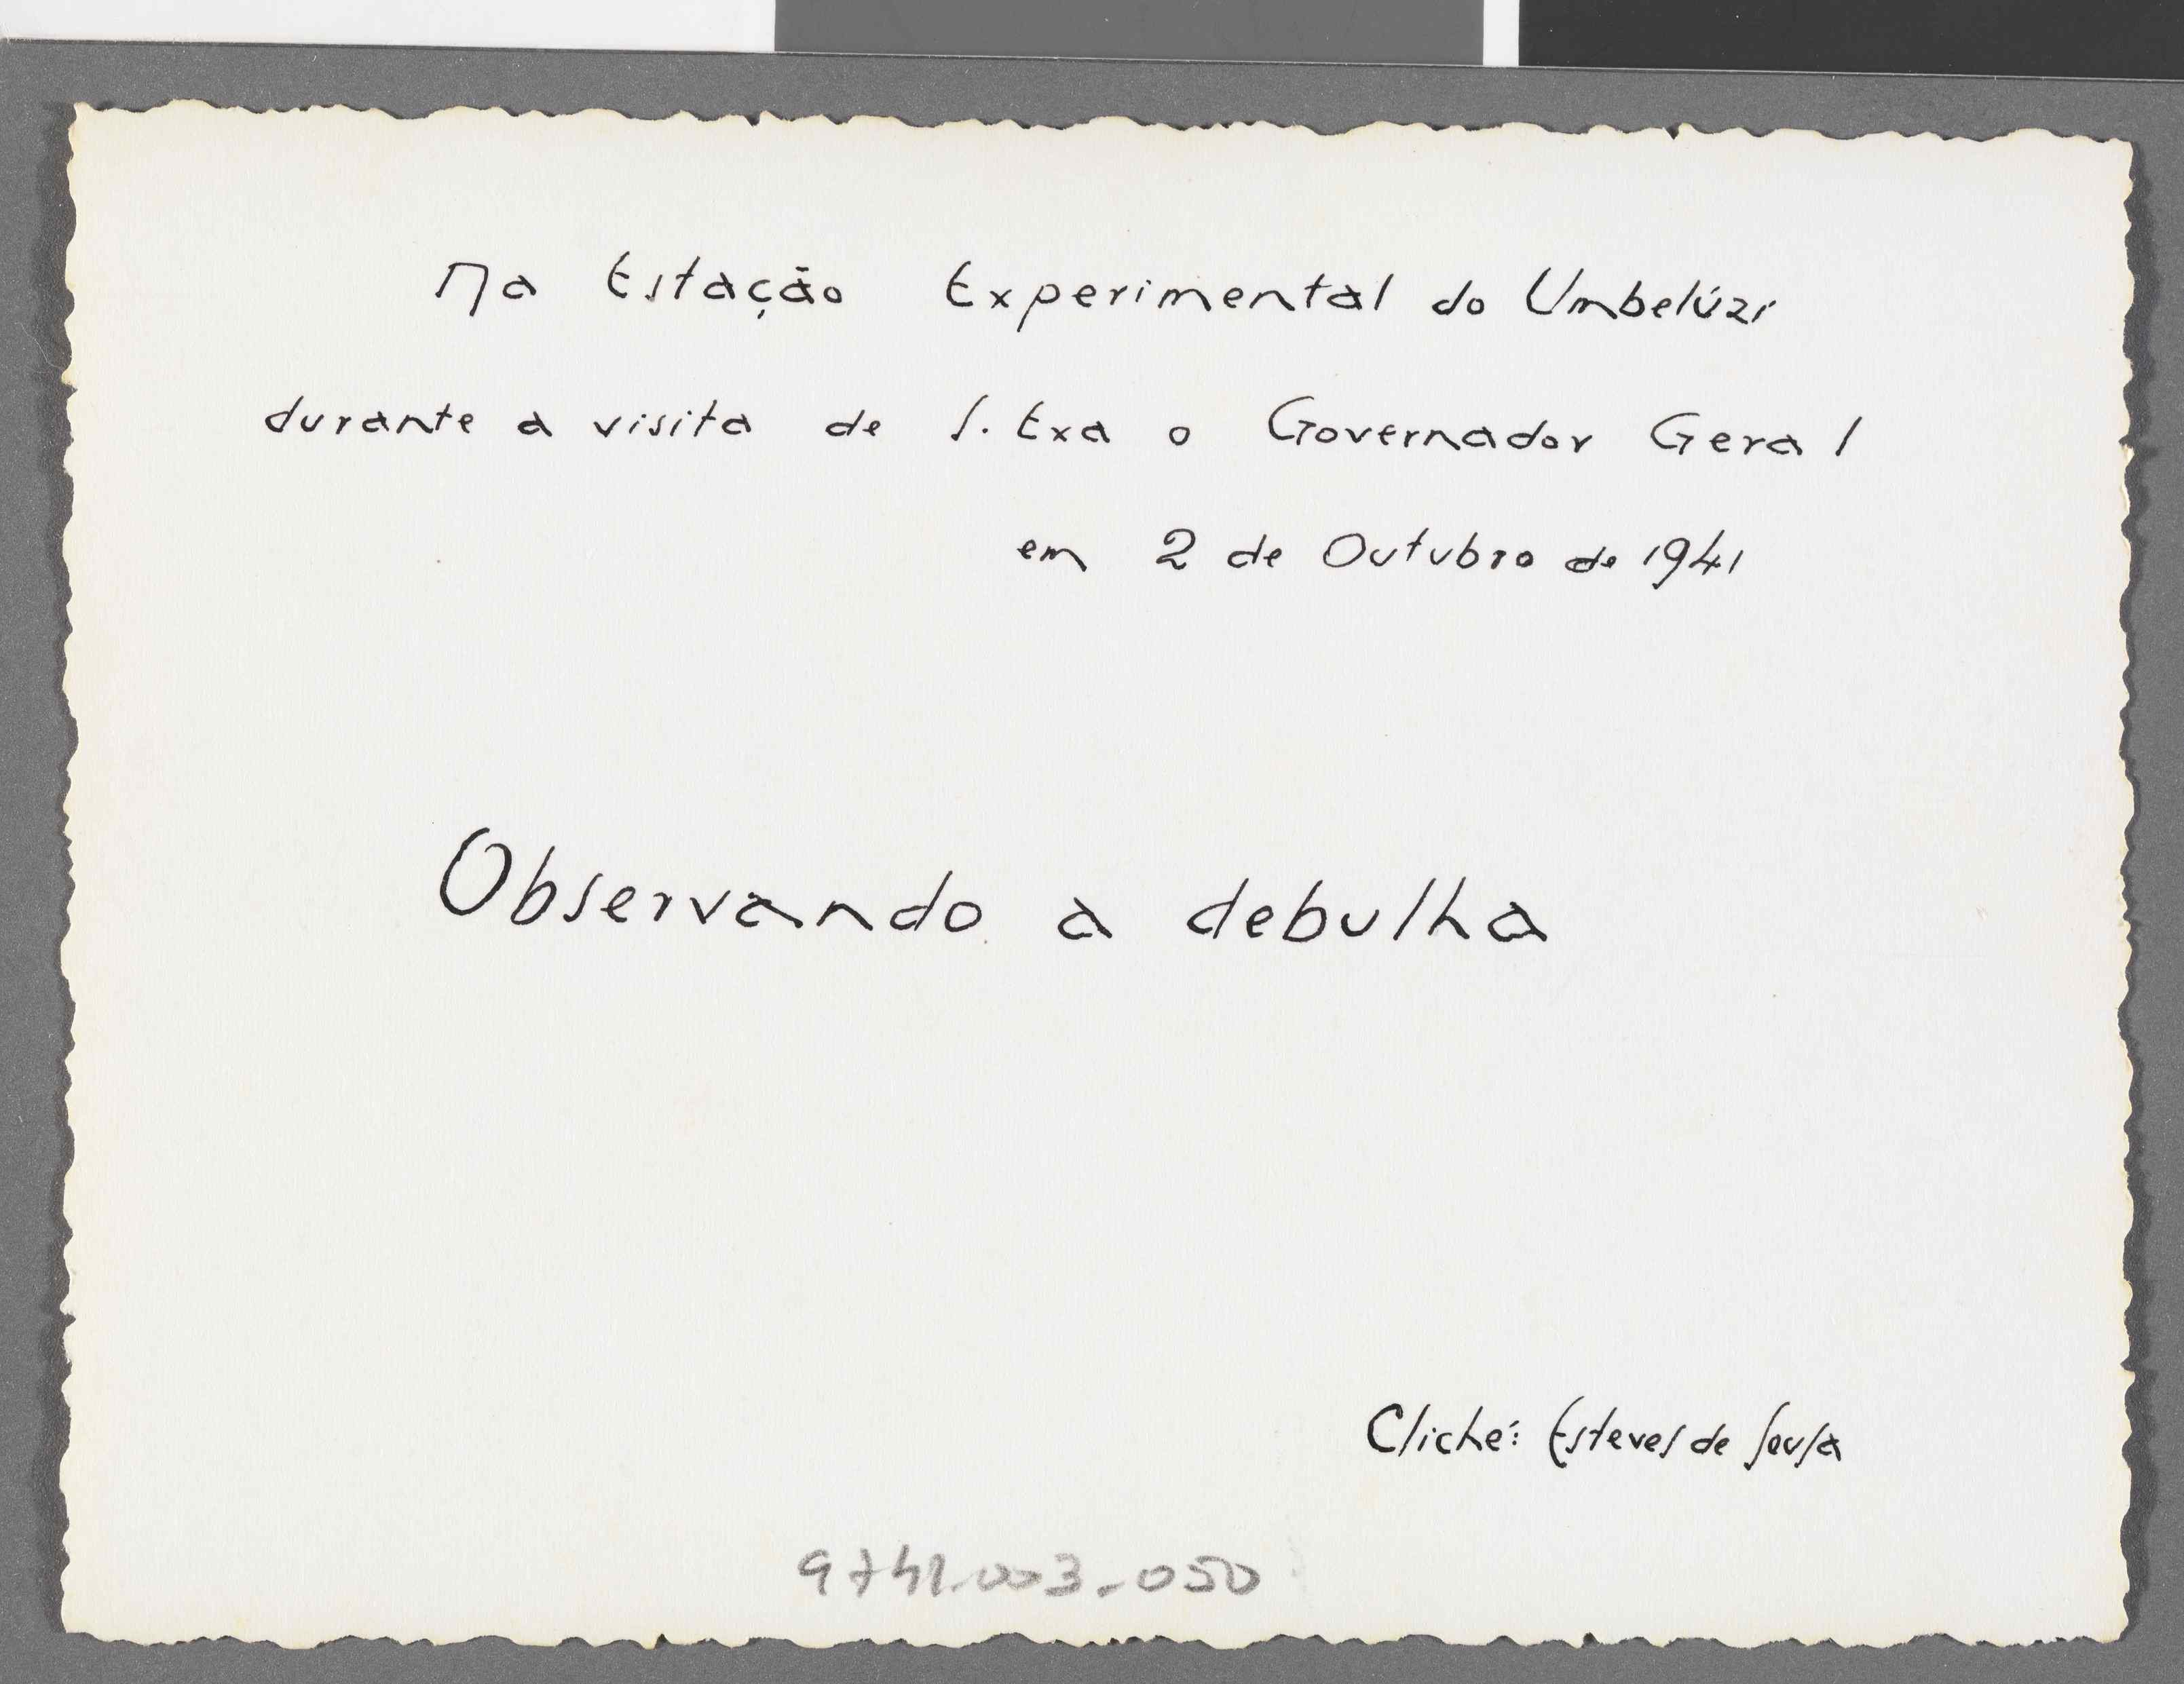 Na Estação Experimental do Umbelúzi
durante a visita de S. Exa o Governador Geral
em 2 de Outubro de 1941
Observando a debulha
Cliché: Esteves de Sousa
9741.003.050